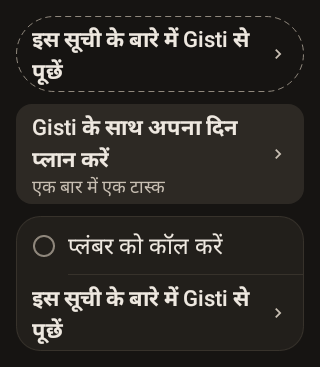 इस सूची के बारे में Gisti से
पूछें
Gisti के साथ अपना दिन
प्लान करें
एक बार में एक टास्क
प्लंबर को कॉल करें
इस सूची के बारे में Gisti से
पूछें